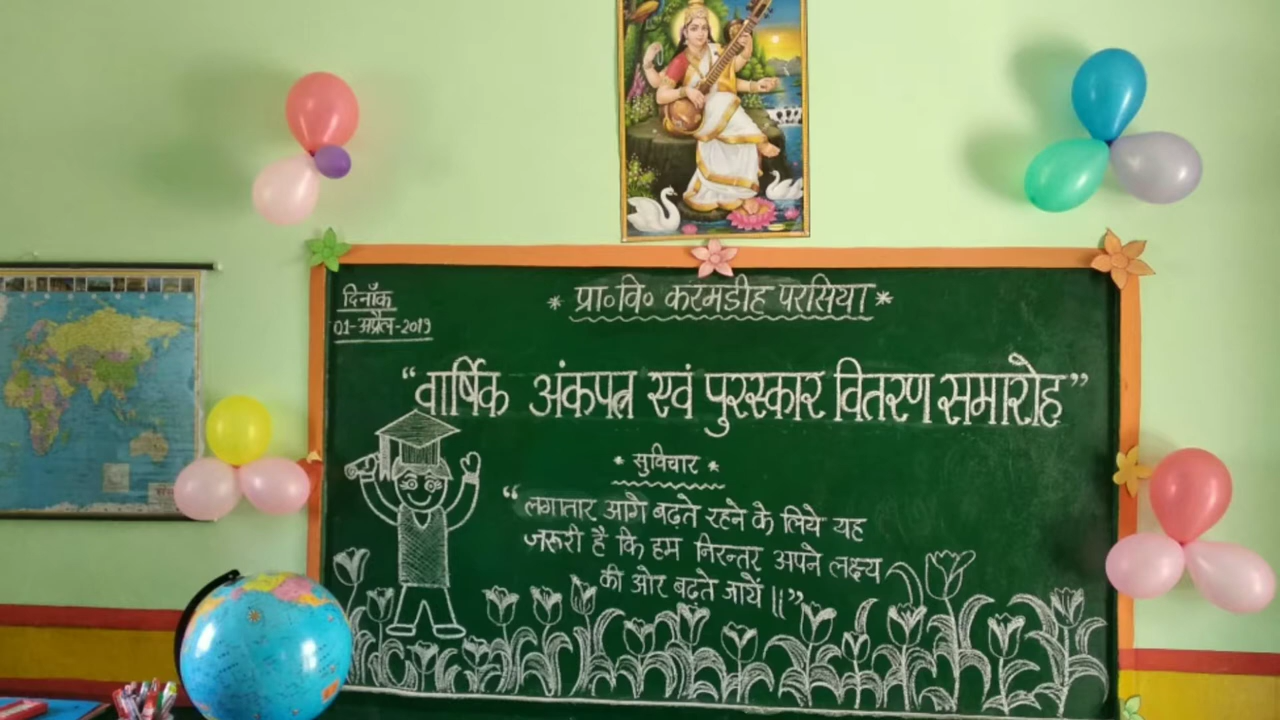 दिनाँक
01-अप्रैल-2019
* प्रा०वि० करमडीह परसिया *
“वार्षिक अंकपत्र एवं पुरस्कार वितरण समारोह”
* सुविचार *
“लगातार आगे बढ़ते रहने के लिये यह
जरूरी है कि हम निरन्तर अपने लक्ष्य
की ओर बढ़ते जायें ||”